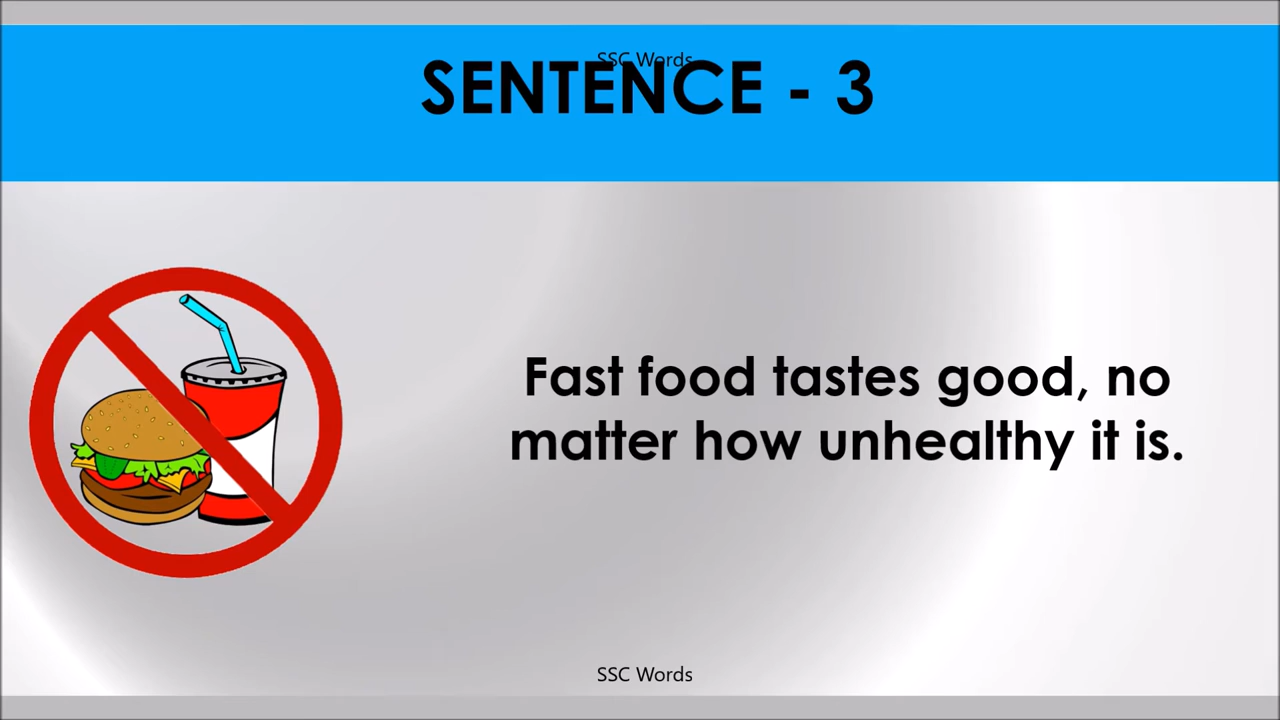 SSC Words
SENTENCE - 3
Fast food tastes good, no
matter how unhealthy it is.
SSC Words